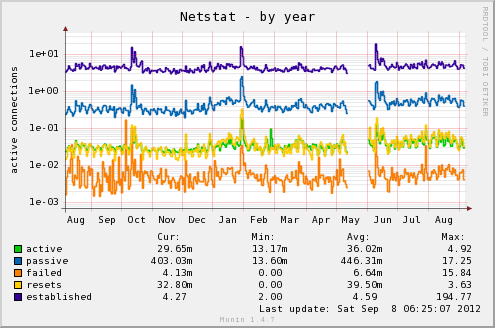 Netstat - by year
RRDTOOL / TOBI OETIKER
active connections
1e+01
1e+00
1e-01
1e-02
1e-03
Aug Sep Oct Nov Dec Jan Feb Mar Apr May Jun Jul Aug
Cur: Min: Avg: Max:
active 29.65m 13.17m 36.02m 4.92
passive 403.03m 13.60m 446.31m 17.25
failed 4.13m 0.00 6.64m 15.84
resets 32.80m 0.00 39.50m 3.63
established 4.27 2.00 4.59 194.77
Last update: Sat Sep 8 06:25:07 2012
Munin 1.4.7